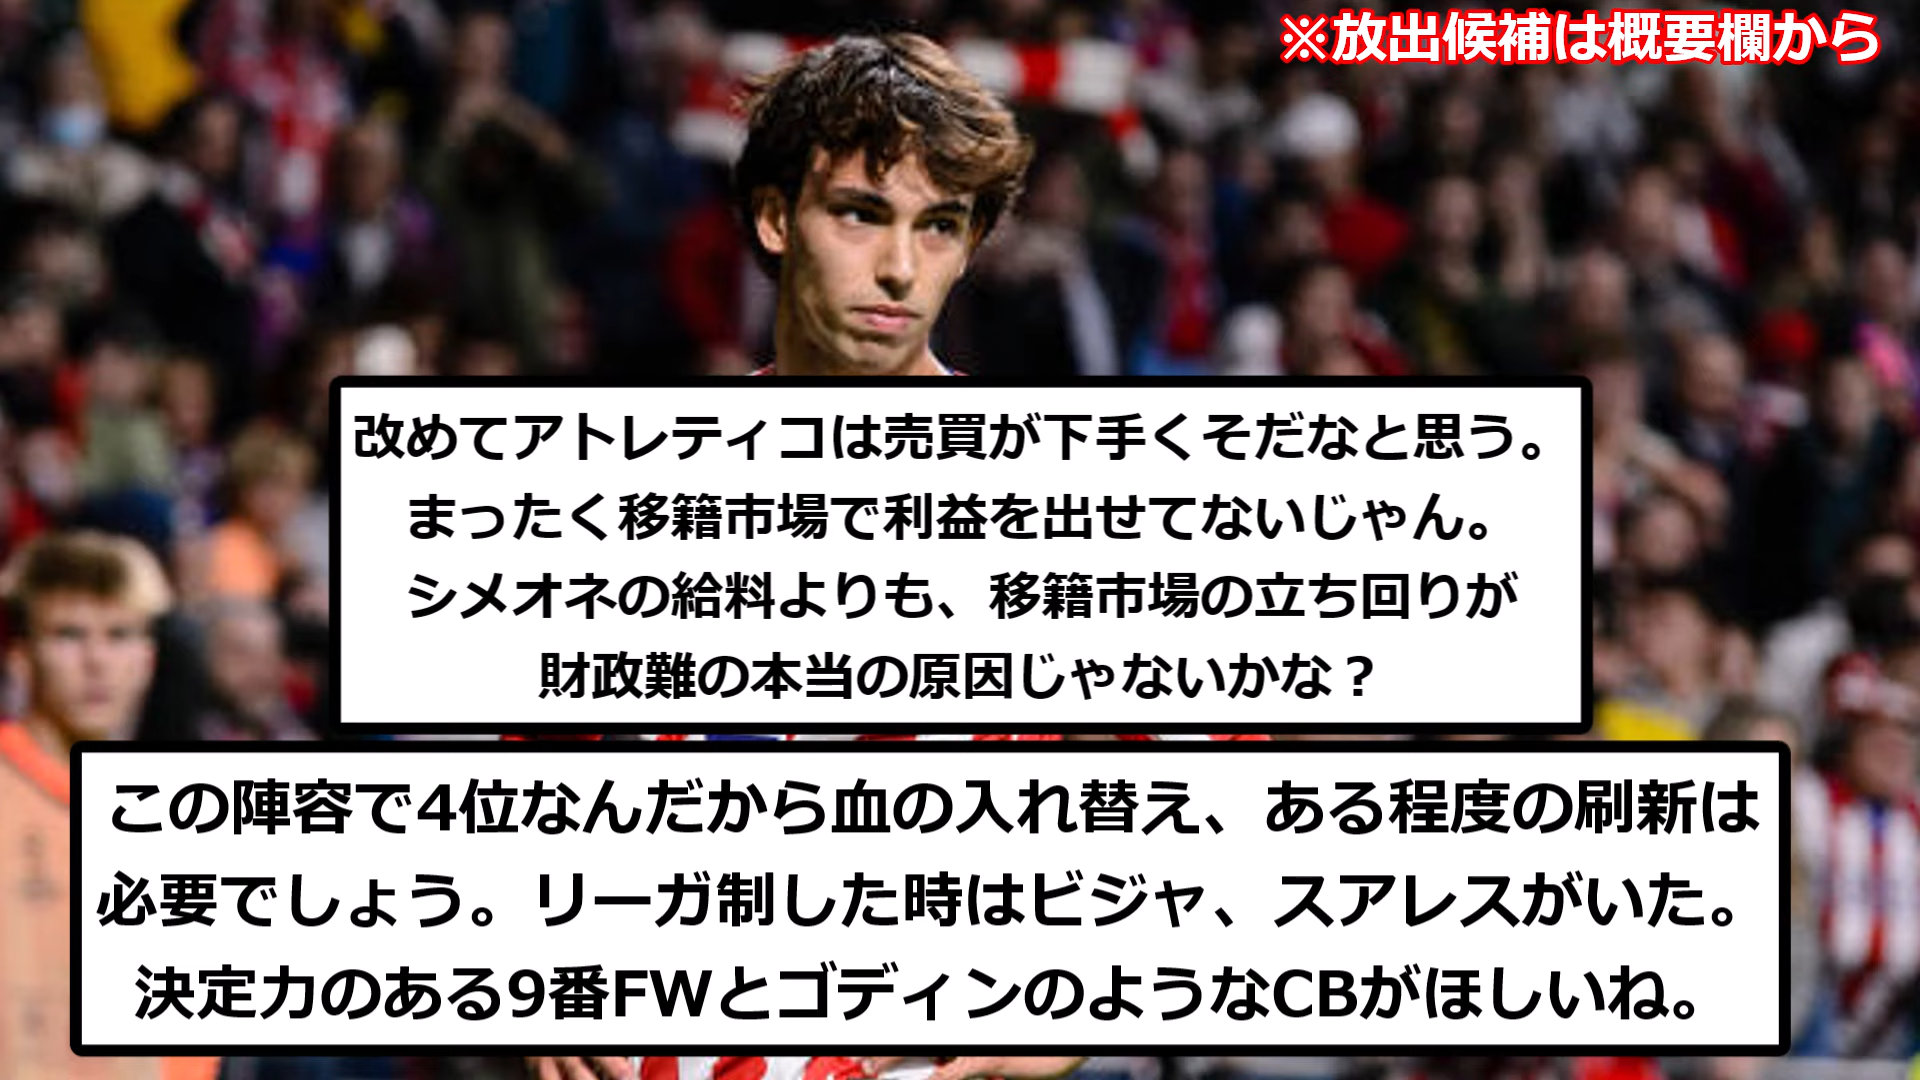 ※放出候補は概要欄から
改めてアトレティコは売買が下手くそだなと思う。
まったく移籍市場で利益を出せてないじゃん。
シメオネの給料よりも、移籍市場の立ち回りが
財政難の本当の原因じゃないかな？
この陣容で4位なんだから血の入れ替え、ある程度の刷新は
必要でしょう。リーガ制した時はビジャ、スアレスがいた。
決定力のある9番FWとゴディンのようなCBがほしいね。